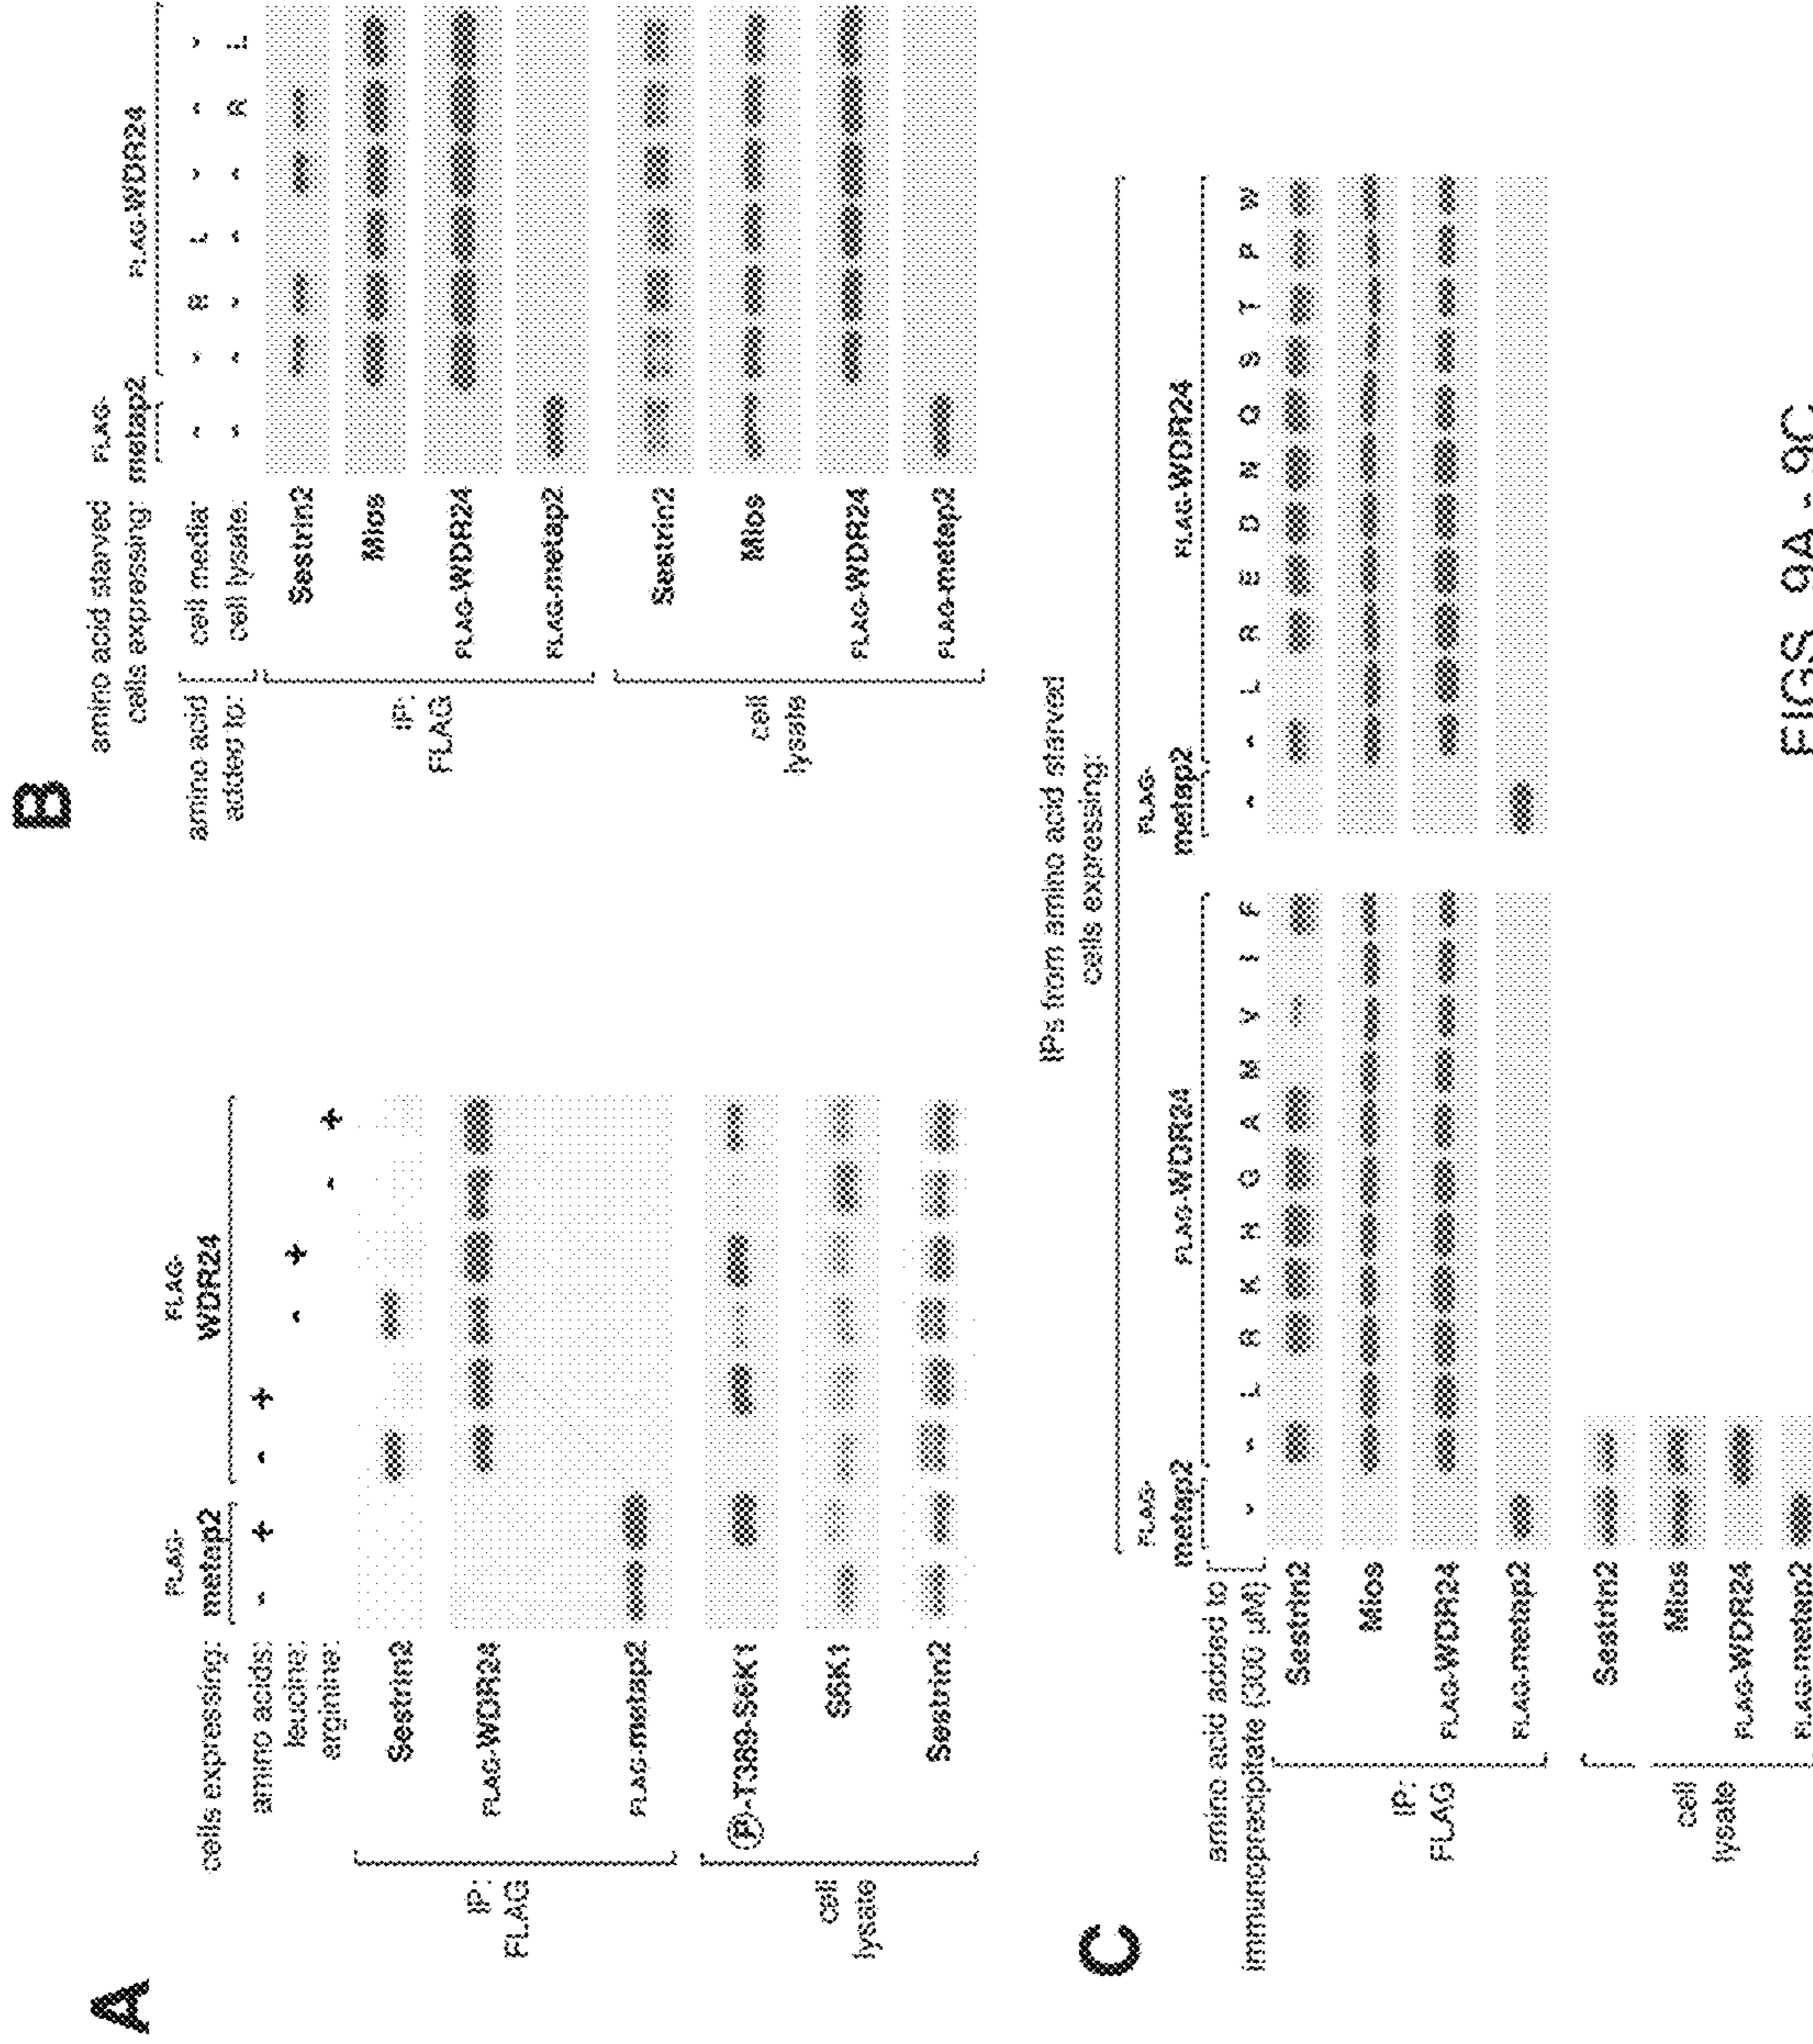 A
cells expressing:
FLAG-
metap2
FLAG-
WDR24
amino acids: - + - +
leucine: - +
arginine: - +
IP:
FLAG
Sestrin2
FLAG-WDR24
FLAG-metap2
cell
lysate
Ⓟ-T389-S6K1
S6K1
Sestrin2
B
amino acid starved
cells expressing:
FLAG-
metap2
FLAG-WDR24
amino acid
added to:
cell media: - - R L - - -
cell lysate: - - - - - R L
IP:
FLAG
Sestrin2
Mios
FLAG-WDR24
FLAG-metap2
cell
lysate
Sestrin2
Mios
FLAG-WDR24
FLAG-metap2
C
IPs from amino acid starved
cells expressing:
FLAG-
metap2
FLAG-WDR24
FLAG-
metap2
FLAG-WDR24
amino acid added to
immunoprecipitate (300 µM):
- - L R K H G A M V I F
- - L R E D N Q S T P W
IP:
FLAG
Sestrin2
Mios
FLAG-WDR24
FLAG-metap2
cell
lysate
Sestrin2
Mios
FLAG-WDR24
FLAG-metap2
FIGS. 9A - 9C